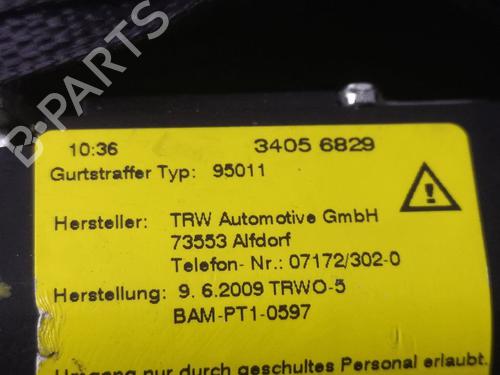 B-PARTS
10:36 3405 6829
Gurtstraffer Typ: 95011
Hersteller: TRW Automotive GmbH
73553 Alfdorf
Telefon- Nr.: 07172/302-0
Herstellung: 9. 6.2009 TRWO-5
BAM-PT1-0597
Umgang nur durch geschultes Personal erlaubt.